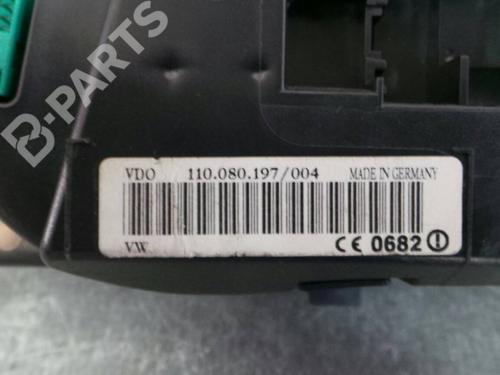 B-PARTS
VDO 110.080.197/004 MADE IN GERMANY
VW CE 0682